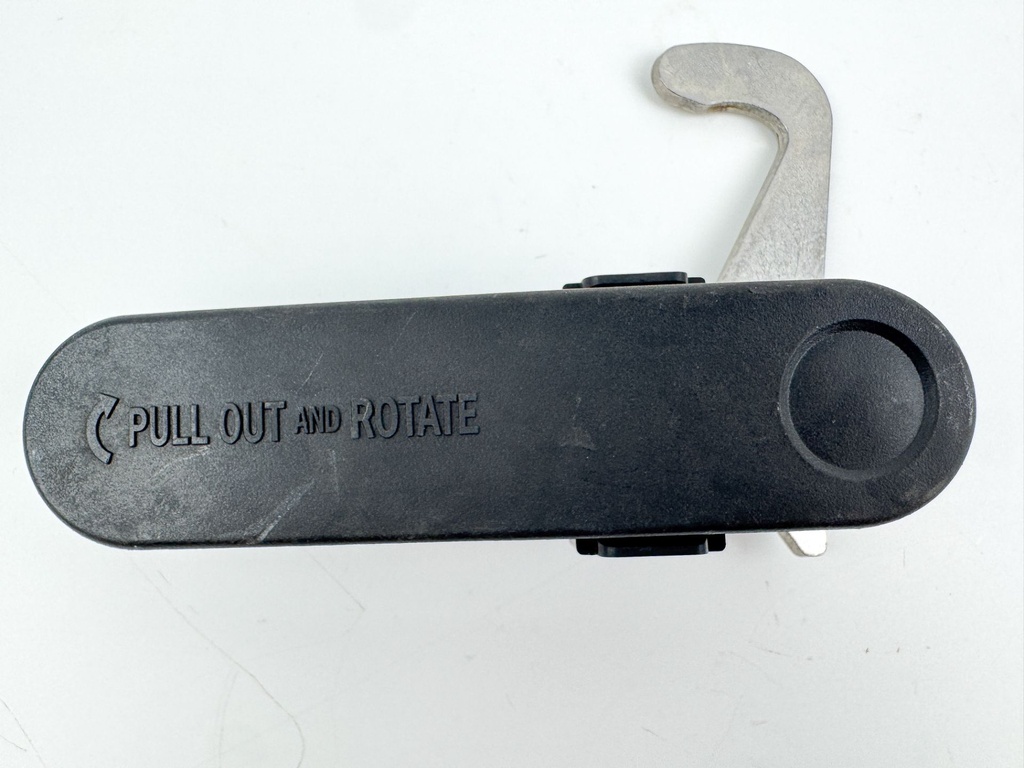 PULL OUT AND ROTATE